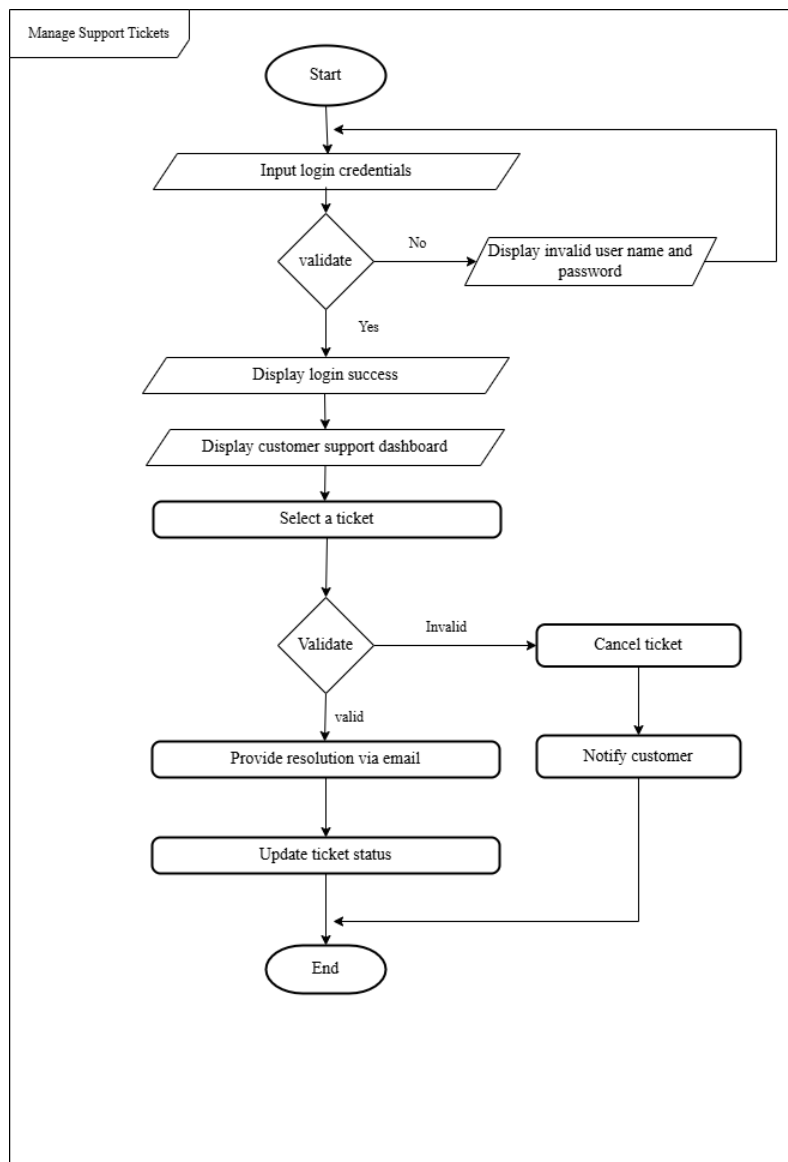 Manage Support Tickets
Start
Input login credentials
validate
No
Display invalid user name and
password
Yes
Display login success
Display customer support dashboard
Select a ticket
Validate
Invalid
Cancel ticket
valid
Provide resolution via email
Notify customer
Update ticket status
End